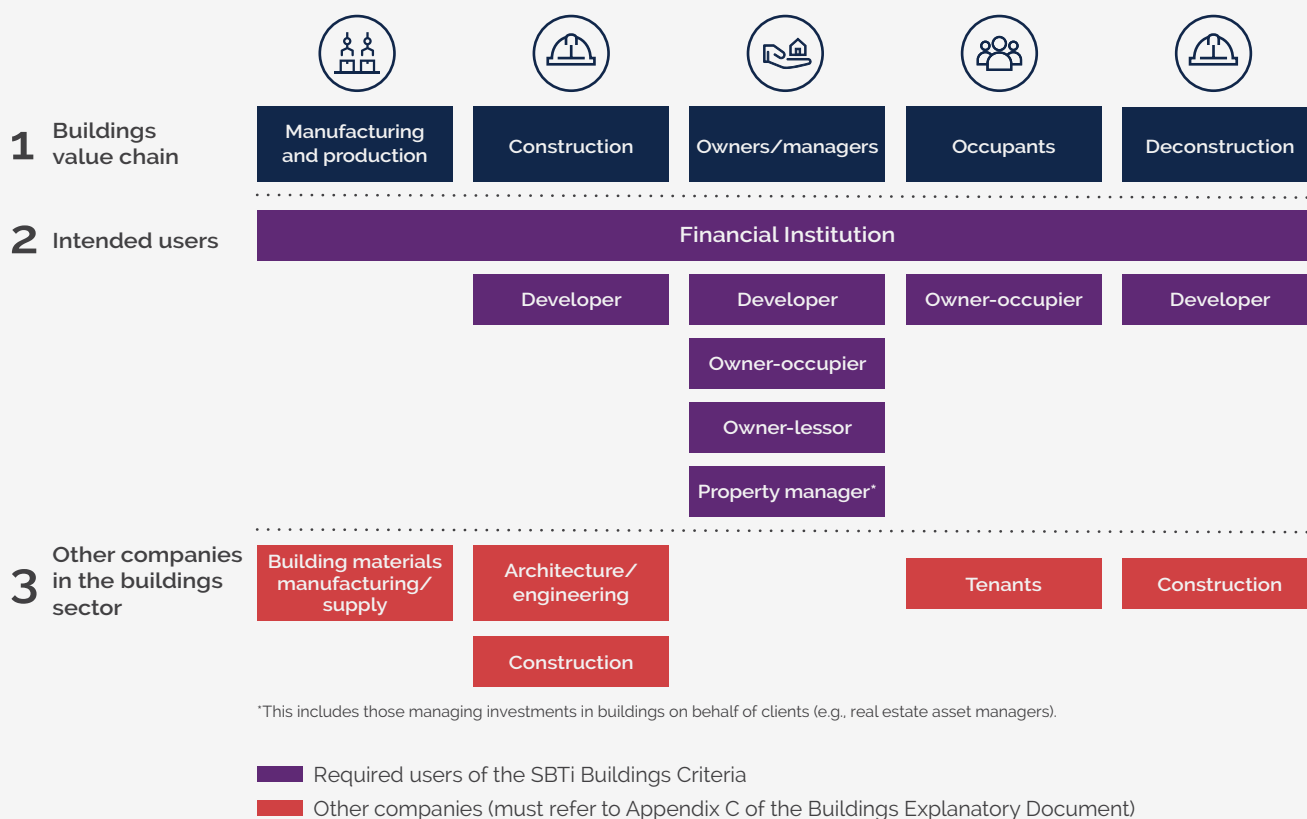 1
Buildings
value chain
Manufacturing
and production
Construction
Owners/managers
Occupants
Deconstruction
2
Intended users
Financial Institution
Developer
Developer
Owner-occupier
Developer
Owner-occupier
Owner-lessor
Property manager*
3
Other companies
in the buildings
sector
Building materials
manufacturing/
supply
Architecture/
engineering
Tenants
Construction
Construction
*This includes those managing investments in buildings on behalf of clients (e.g., real estate asset managers).
Required users of the SBTi Buildings Criteria
Other companies (must refer to Appendix C of the Buildings Explanatory Document)